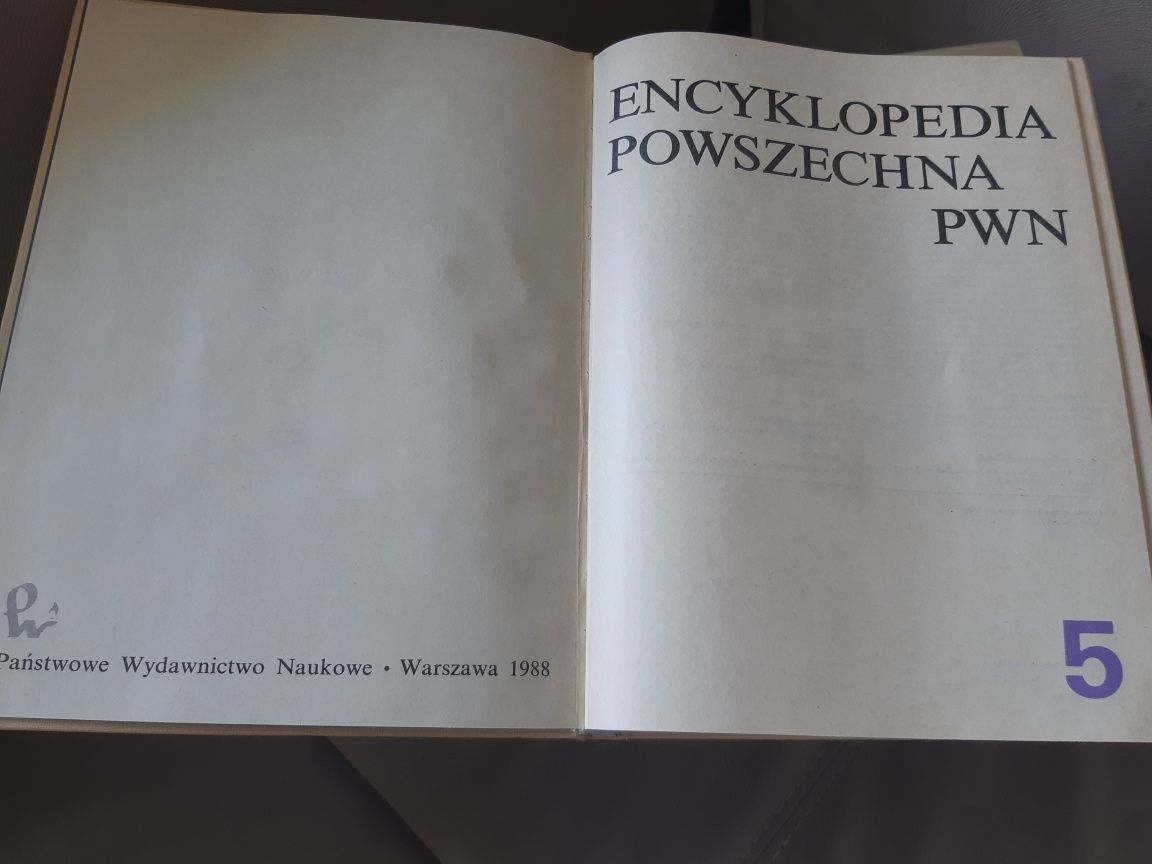 Państwowe Wydawnictwo Naukowe • Warszawa 1988
ENCYKLOPEDIA
POWSZECHNA
PWN
5